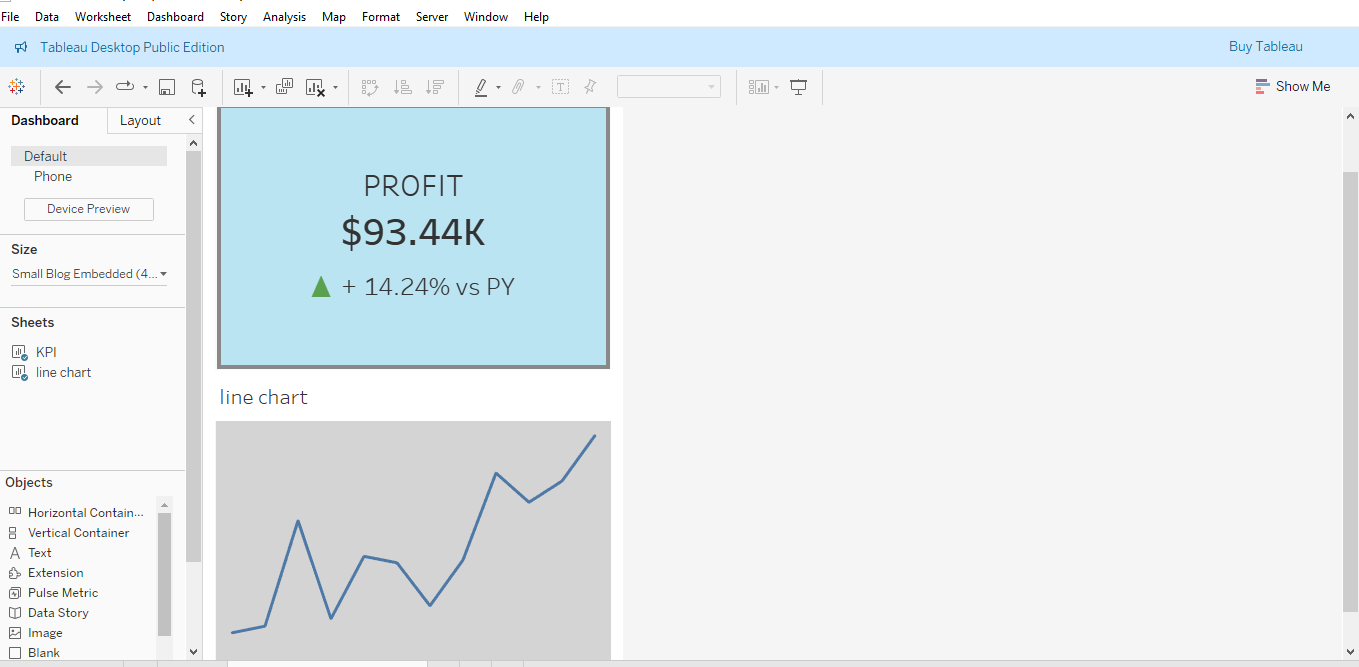 File Data Worksheet Dashboard Story Analysis Map Format Server Window Help
Tableau Desktop Public Edition Buy Tableau
Show Me
Dashboard Layout
Default
Phone
Device Preview
Size
Small Blog Embedded (4...
Sheets
KPI
line chart
Objects
Horizontal Contain...
Vertical Container
Text
Extension
Pulse Metric
Data Story
Image
Blank
PROFIT
$93.44K
▲ + 14.24% vs PY
line chart